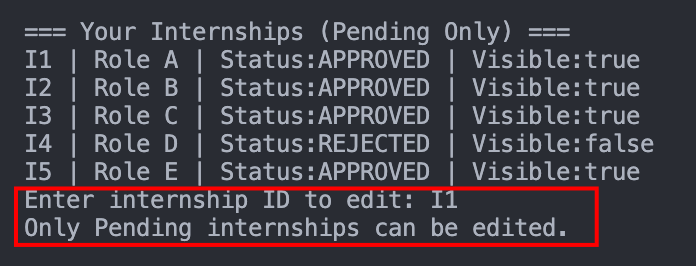 === Your Internships (Pending Only) ===
I1 | Role A | Status:APPROVED | Visible:true
I2 | Role B | Status:APPROVED | Visible:true
I3 | Role C | Status:APPROVED | Visible:true
I4 | Role D | Status:REJECTED | Visible:false
I5 | Role E | Status:APPROVED | Visible:true
Enter internship ID to edit: I1
Only Pending internships can be edited.